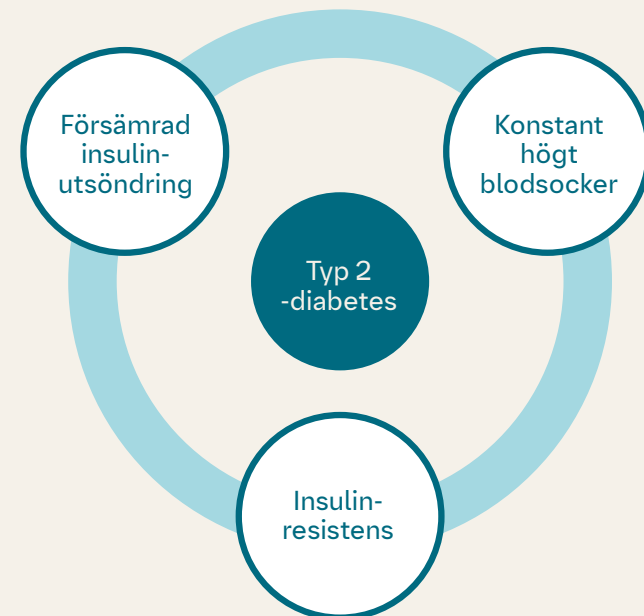 Försämrad
insulin-
utsöndring
Konstant
högt
blodsocker
Typ 2
-diabetes
Insulin-
resistens